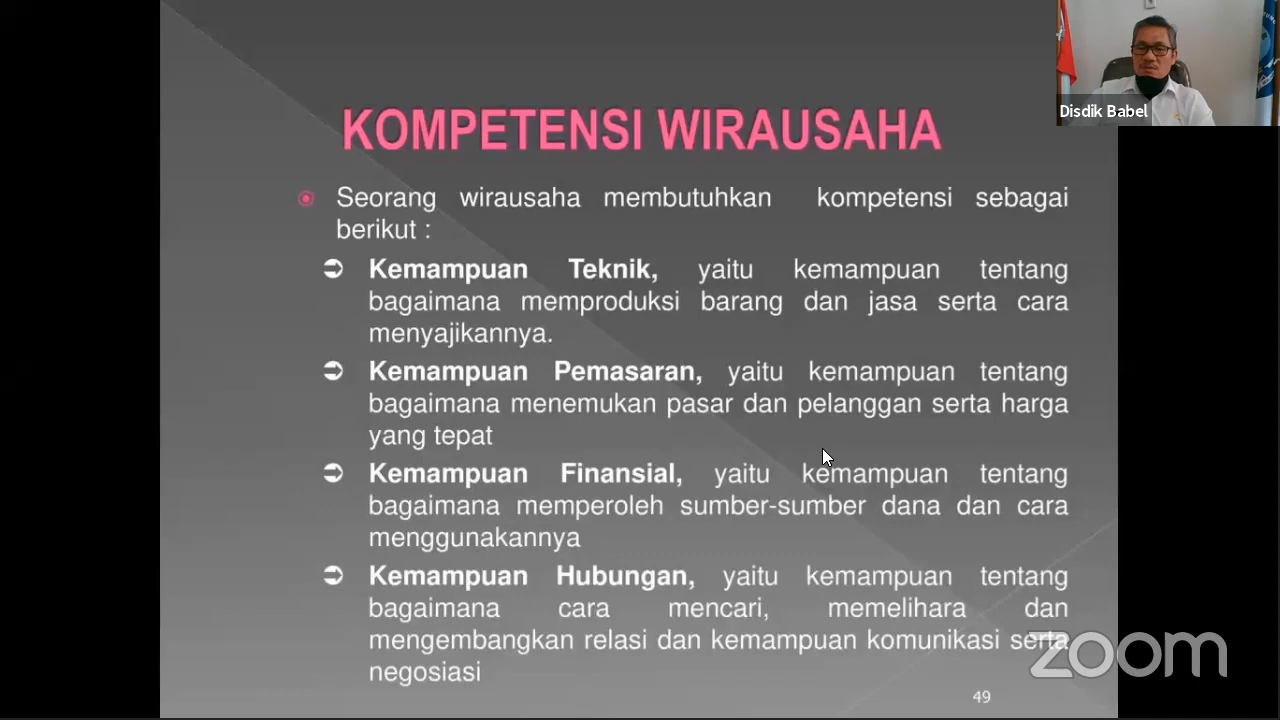 KOMPETENSI WIRAUSAHA
Seorang wirausaha membutuhkan kompetensi sebagai
berikut :
Kemampuan Teknik, yaitu kemampuan tentang
bagaimana memproduksi barang dan jasa serta cara
menyajikannya.
Kemampuan Pemasaran, yaitu kemampuan tentang
bagaimana menemukan pasar dan pelanggan serta harga
yang tepat
Kemampuan Finansial, yaitu kemampuan tentang
bagaimana memperoleh sumber-sumber dana dan cara
menggunakannya
Kemampuan Hubungan, yaitu kemampuan tentang
bagaimana cara mencari, memelihara dan
mengembangkan relasi dan kemampuan komunikasi serta
negosiasi
49
Disdik Babel
zoom